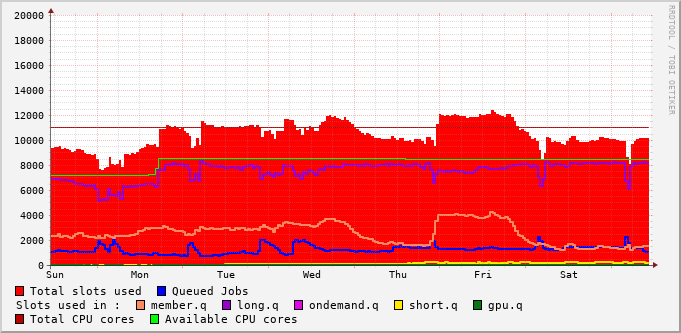 20000
18000
16000
14000
12000
10000
8000
6000
4000
2000
0
Sun Mon Tue Wed Thu Fri Sat
RRDTOOL / TOBI OETIKER
Total slots used Queued Jobs
Slots used in : member.q long.q ondemand.q short.q gpu.q
Total CPU cores Available CPU cores